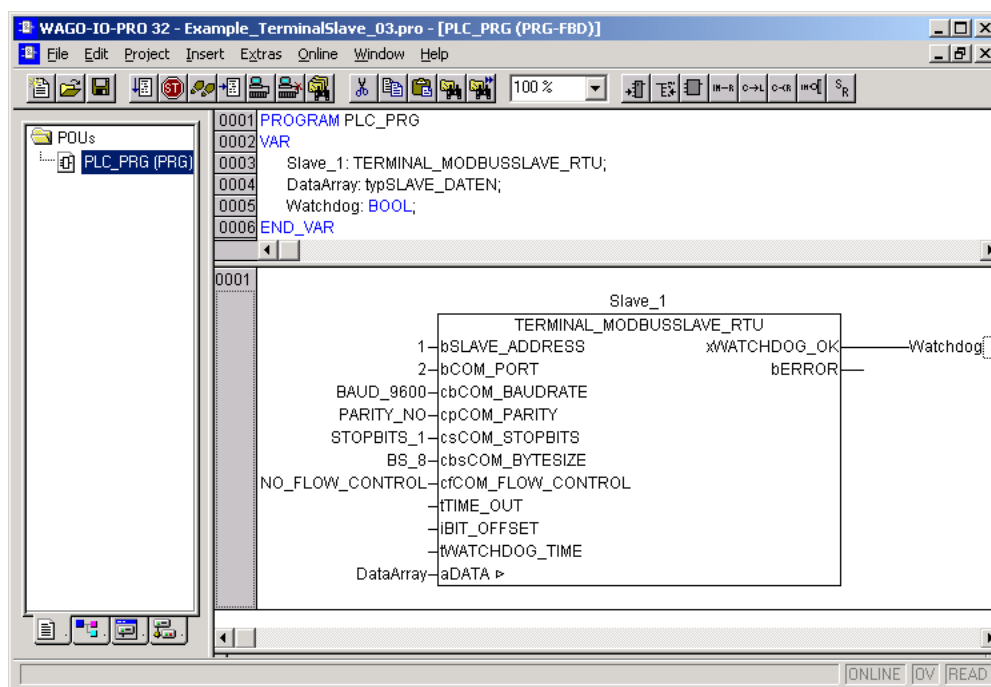 WAGO-IO-PRO 32 - Example_TerminalSlave_03.pro - [PLC_PRG (PRG-FBD)]
File Edit Project Insert Extras Online Window Help
100 %
POUs
PLC_PRG (PRG)
0001 PROGRAM PLC_PRG
0002 VAR
0003 Slave_1: TERMINAL_MODBUSSLAVE_RTU;
0004 DataArray: typSLAVE_DATEN;
0005 Watchdog: BOOL;
0006 END_VAR
0001
Slave_1
TERMINAL_MODBUSSLAVE_RTU
1 bSLAVE_ADDRESS xWATCHDOG_OK Watchdog
2 bCOM_PORT bERROR
BAUD_9600 cbCOM_BAUDRATE
PARITY_NO cpCOM_PARITY
STOPBITS_1 csCOM_STOPBITS
BS_8 cbsCOM_BYTESIZE
NO_FLOW_CONTROL cfCOM_FLOW_CONTROL
tTIME_OUT
iBIT_OFFSET
tWATCHDOG_TIME
DataArray aDATA
ONLINE OV READ